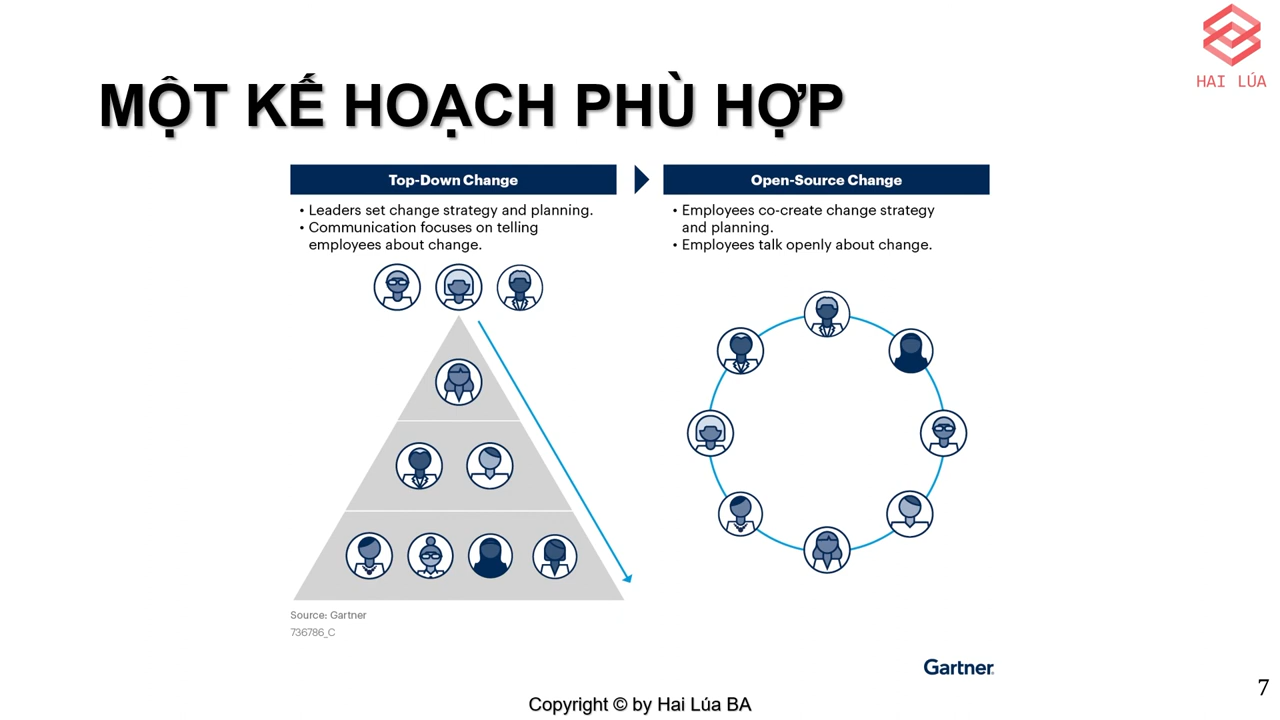 HAI LÚA
MỘT KẾ HOẠCH PHÙ HỢP
Top-Down Change
• Leaders set change strategy and planning.
• Communication focuses on telling
employees about change.
Open-Source Change
• Employees co-create change strategy
and planning.
• Employees talk openly about change.
Source: Gartner
736786_C
Gartner
Copyright © by Hai Lúa BA
7